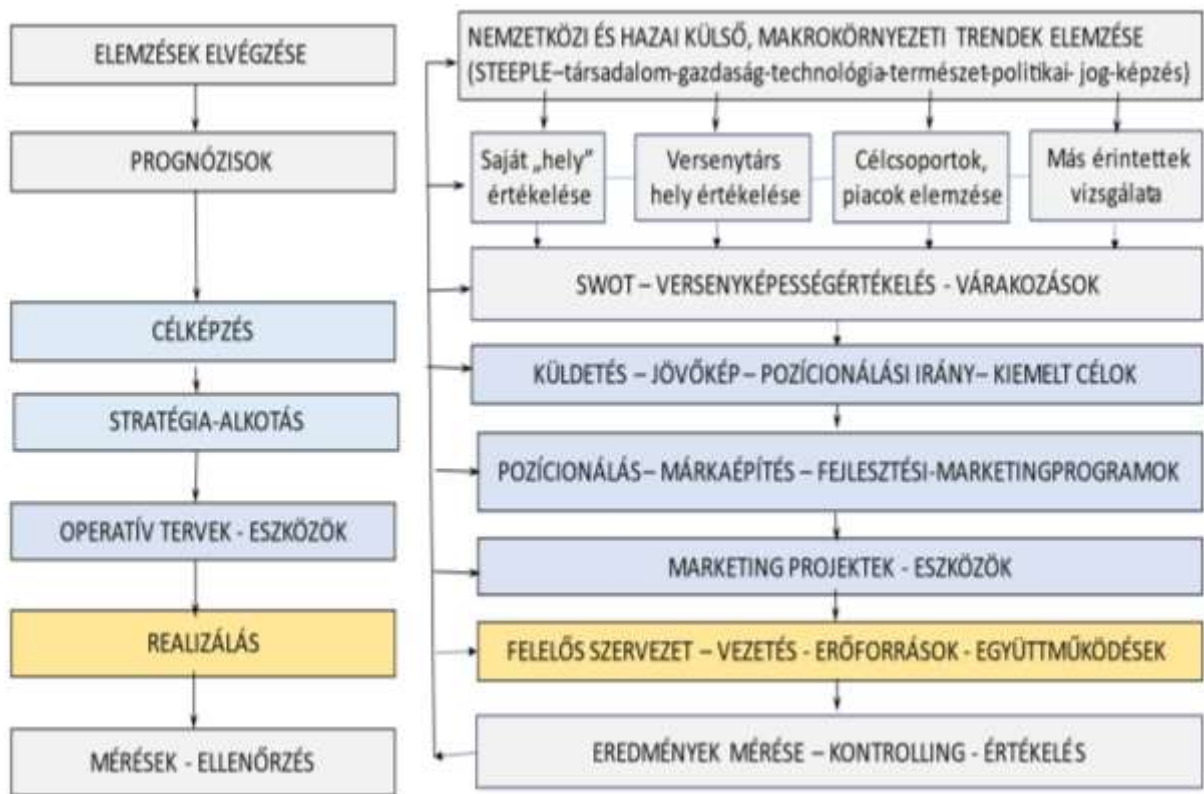 ELEMZÉSEK ELVÉGZÉSE
PROGNÓZISOK
CÉLKÉPZÉS
STRATÉGIA-ALKOTÁS
OPERATÍV TERVEK - ESZKÖZÖK
REALIZÁLÁS
MÉRÉSEK - ELLENŐRZÉS
NEMZETKÖZI ÉS HAZAI KÜLSŐ, MAKROKÖRNYEZETI TRENDEK ELEMZÉSE
(STEEPLE–társadalom-gazdaság-technológia-természet-politikai- jog-képzés)
Saját „hely”
értékelése
Versenytárs
hely értékelése
Célcsoportok,
piacok elemzése
Más érintettek
vizsgálata
SWOT – VERSENYKÉPESSÉGÉRTÉKELÉS - VÁRAKOZÁSOK
KÜLDETÉS – JÖVŐKÉP – POZÍCIONÁLÁSI IRÁNY – KIEMELT CÉLOK
POZÍCIONÁLÁS – MÁRKAÉPÍTÉS – FEJLESZTÉSI-MARKETINGPROGRAMOK
MARKETING PROJEKTEK - ESZKÖZÖK
FELELŐS SZERVEZET – VEZETÉS - ERŐFORRÁSOK - EGYÜTTMŰKÖDÉSEK
EREDMÉNYEK MÉRÉSE – KONTROLLING - ÉRTÉKELÉS